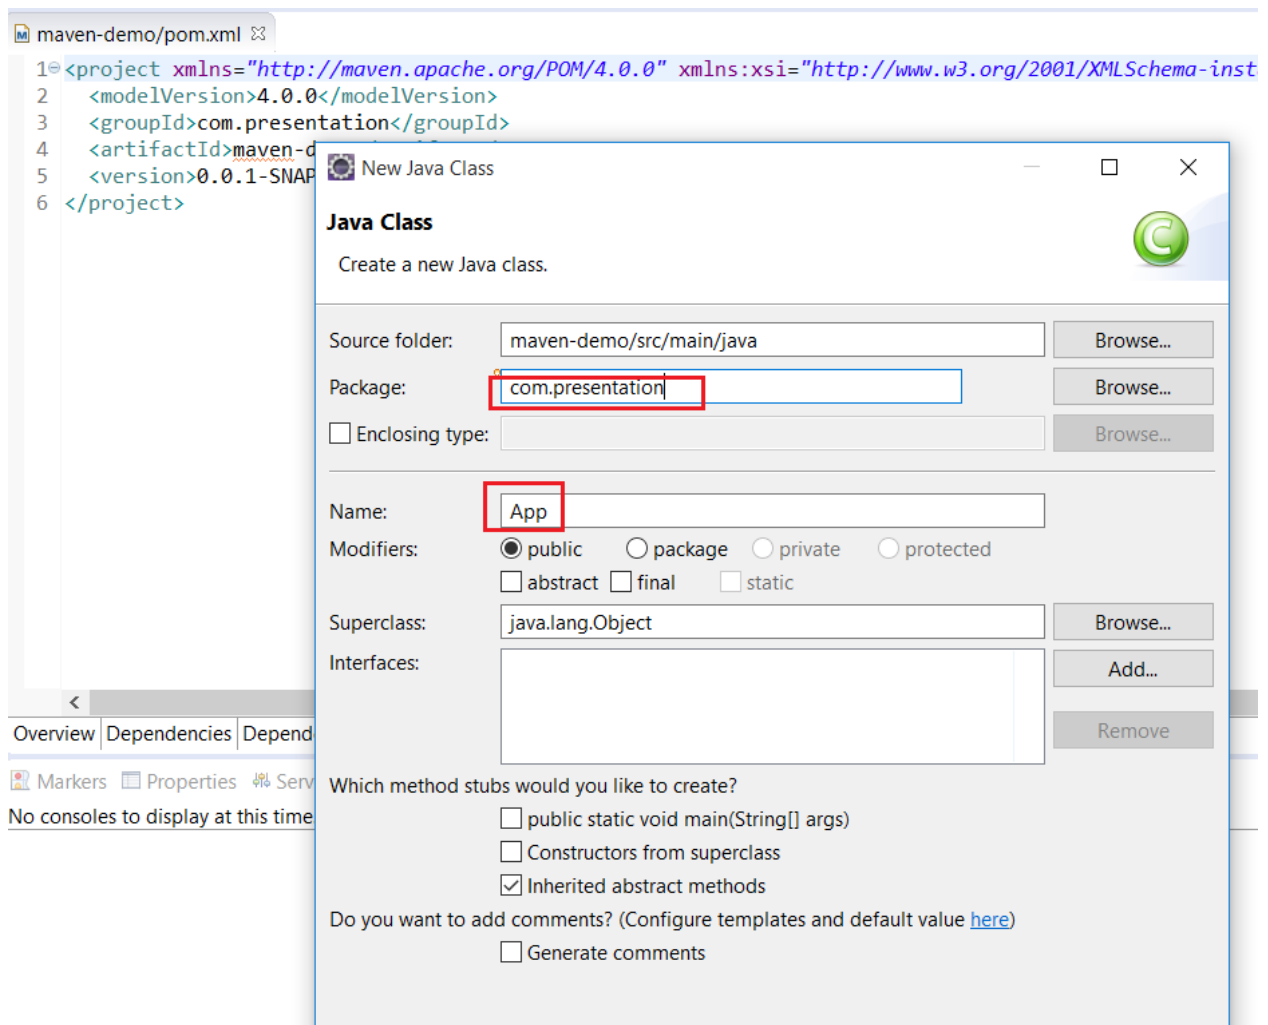 maven-demo/pom.xml
1 <project xmlns="http://maven.apache.org/POM/4.0.0" xmlns:xsi="http://www.w3.org/2001/XMLSchema-inst
2 <modelVersion>4.0.0</modelVersion>
3 <groupId>com.presentation</groupId>
4 <artifactId>maven-d
5 <version>0.0.1-SNAP
6 </project>
New Java Class
Java Class
Create a new Java class.
Source folder: maven-demo/src/main/java Browse...
Package: com.presentation Browse...
Enclosing type: Browse...
Name: App
Modifiers: public package private protected
abstract final static
Superclass: java.lang.Object Browse...
Interfaces: Add...
Remove
Overview Dependencies Depend
Markers Properties Serv
Which method stubs would you like to create?
No consoles to display at this time
public static void main(String[] args)
Constructors from superclass
Inherited abstract methods
Do you want to add comments? (Configure templates and default value here)
Generate comments